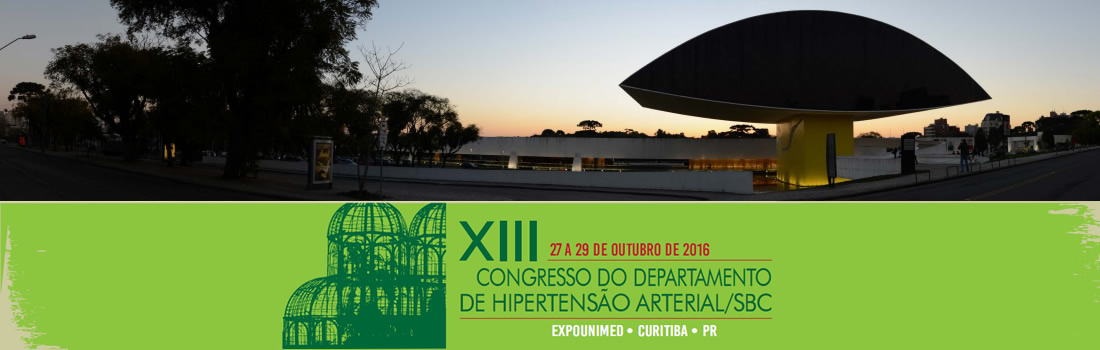 XIII 27 A 29 DE OUTUBRO DE 2016
CONGRESSO DO DEPARTAMENTO
DE HIPERTENSÃO ARTERIAL/SBC
EXPOUNIMED • CURITIBA • PR